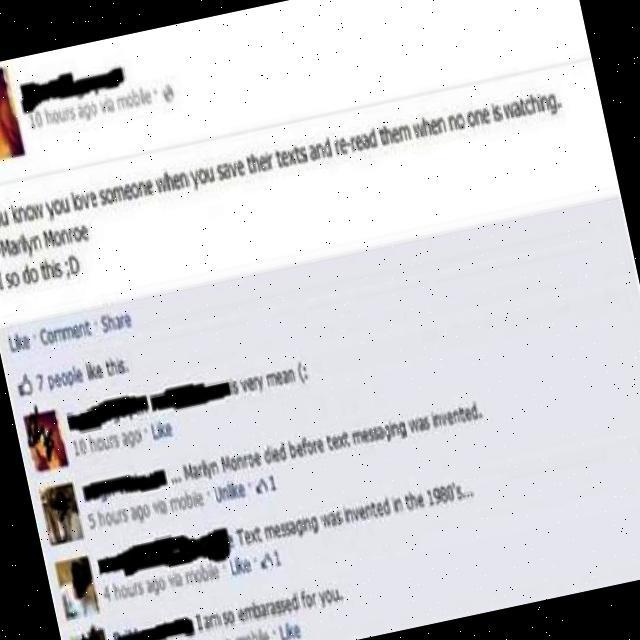 10 hours ago via mobile ·
u know you love someone when you save their texts and re-read them when no one is watching.
Marilyn Monroe
I so do this ;D
Like · Comment · Share
7 people like this.
is very mean (:
10 hours ago · Like
... Marilyn Monroe died before text messaging was invented.
5 hours ago via mobile · Unlike · 1
Text messaging was invented in the 1980's...
4 hours ago via mobile · Like · 1
I am so embarassed for you.
mobile · Like